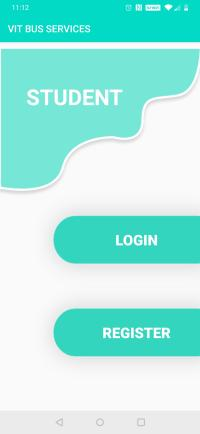 11:12
VIT BUS SERVICES
STUDENT
LOGIN
REGISTER